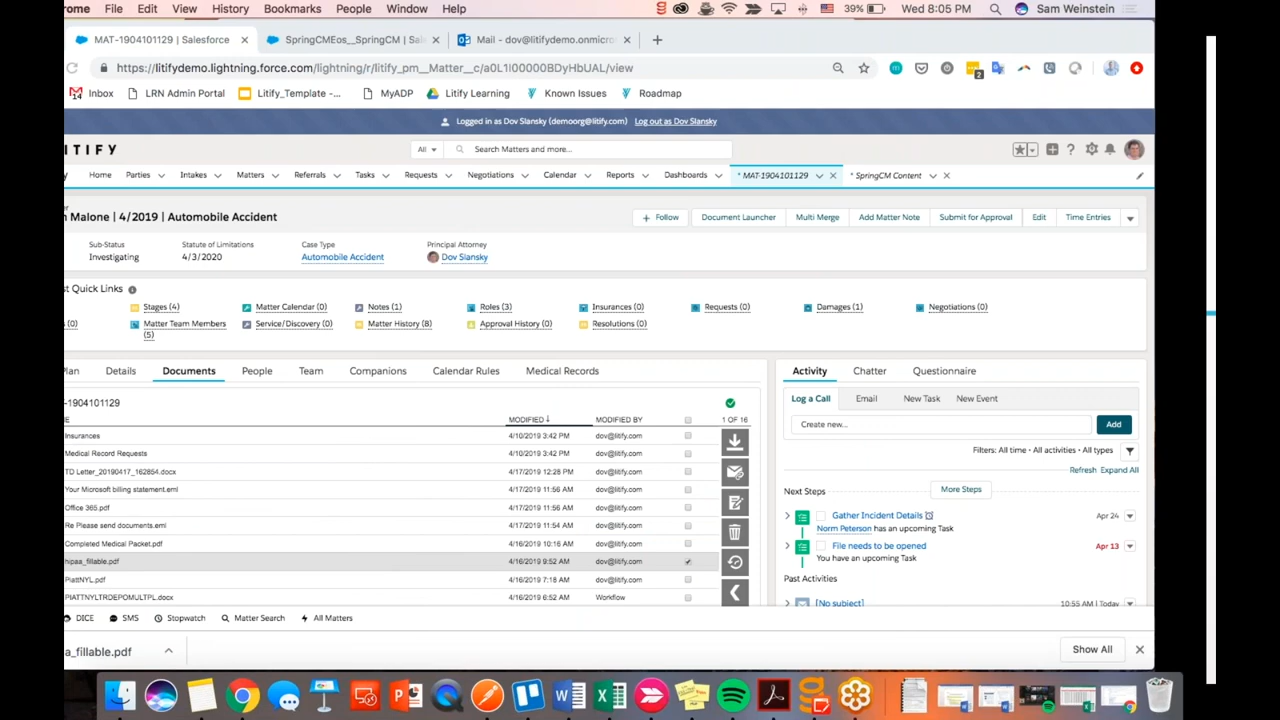 rome File Edit View History Bookmarks People Window Help 39% Wed 8:05 PM Sam Weinstein
MAT-1904101129 | Salesforce SpringCMEos__SpringCM | Sal Mail - dov@litifydemo.onmicros
https://litifydemo.lightning.force.com/lightning/r/litify_pm__Matter__c/a0L1I00000BDyHbUAL/view 2
14 Inbox LRN Admin Portal Litify_Template -... MyADP Litify Learning Known Issues Roadmap
Logged in as Dov Slansky (demoorg@litify.com) Log out as Dov Slansky
ITIFY All Search Matters and more...
Home Parties Intakes Matters Referrals Tasks Requests Negotiations Calendar Reports Dashboards * MAT-1904101129 * SpringCM Content
Malone | 4/2019 | Automobile Accident + Follow Document Launcher Multi Merge Add Matter Note Submit for Approval Edit Time Entries
Sub-Status Statute of Limitations Case Type Principal Attorney
Investigating 4/3/2020 Automobile Accident Dov Slansky
st Quick Links
Stages (4) Matter Calendar (0) Notes (1) Roles (3) Insurances (0) Requests (0) Damages (1) Negotiations (0)
(0) Matter Team Members (5) Service/Discovery (0) Matter History (8) Approval History (0) Resolutions (0)
lan Details Documents People Team Companions Calendar Rules Medical Records
Activity Chatter Questionnaire
-1904101129
Log a Call Email New Task New Event
MODIFIED MODIFIED BY 1 OF 16
Create new... Add
Insurances 4/10/2019 3:42 PM dov@litify.com
Medical Record Requests 4/10/2019 3:42 PM dov@litify.com
TD Letter_20190417_162854.docx 4/17/2019 12:28 PM dov@litify.com
Your Microsoft billing statement.eml 4/17/2019 11:56 AM dov@litify.com
Office 365.pdf 4/17/2019 11:56 AM dov@litify.com
Re Please send documents.eml 4/17/2019 11:54 AM dov@litify.com
Completed Medical Packet.pdf 4/16/2019 10:16 AM dov@litify.com
hipaa_fillable.pdf 4/16/2019 9:52 AM dov@litify.com
PiattNYL.pdf 4/16/2019 7:18 AM dov@litify.com
PIATTNYLTRDEPOMULTPL.docx 4/16/2019 6:52 AM Workflow
Filters: All time • All activities • All types
Refresh Expand All
More Steps
Next Steps
Gather Incident Details Apr 24
Norm Peterson has an upcoming Task
File needs to be opened Apr 13
You have an upcoming Task
Past Activities
[No subject] 10:55 AM | Today
DICE SMS Stopwatch Matter Search All Matters
aa_fillable.pdf Show All